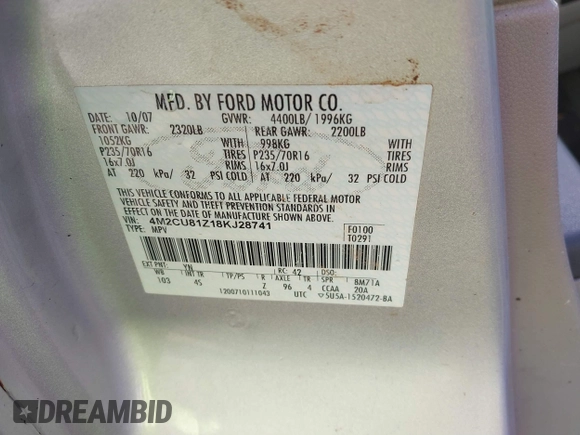 MFD. BY FORD MOTOR CO.
DATE: 10/07 GVWR: 4400LB/ 1996KG
FRONT GAWR: 2320LB REAR GAWR: 2200LB
1052KG WITH 998KG WITH
P235/70R16 TIRES P235/70R16 TIRES
16x7.0J RIMS 16x7.0J RIMS
AT 220 kPa/ 32 PSI COLD AT 220 kPa/ 32 PSI COLD
THIS VEHICLE CONFORMS TO ALL APPLICABLE FEDERAL MOTOR
VEHICLE SAFETY AND THEFT PREVENTION STANDARDS IN
EFFECT ON THE DATE OF MANUFACTURE SHOWN ABOVE.
VIN: 4M2CU81Z18KJ28741 F0100
TYPE: MPV T0291
EXT PNT: YN RC: 42 DSO:
WB INT TR TP/PS R AXLE TR SPR BM71A
103 45 Z 96 4 CCAA 20A
1200710111043 UTC 5U5A-1520472-BA
DREAMBID